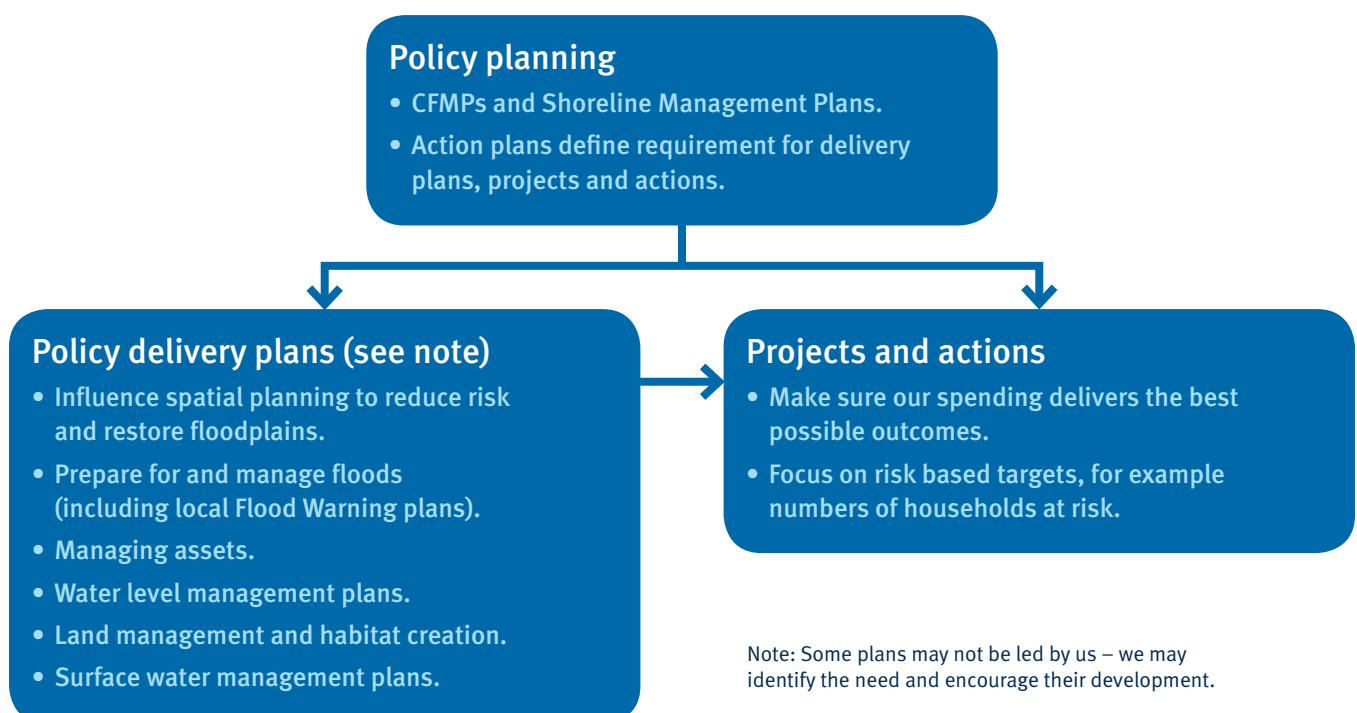 Policy planning
• CFMPs and Shoreline Management Plans.
• Action plans define requirement for delivery
plans, projects and actions.
Policy delivery plans (see note)
• Influence spatial planning to reduce risk
and restore floodplains.
• Prepare for and manage floods
(including local Flood Warning plans).
• Managing assets.
• Water level management plans.
• Land management and habitat creation.
• Surface water management plans.
Projects and actions
• Make sure our spending delivers the best
possible outcomes.
• Focus on risk based targets, for example
numbers of households at risk.
Note: Some plans may not be led by us – we may
identify the need and encourage their development.